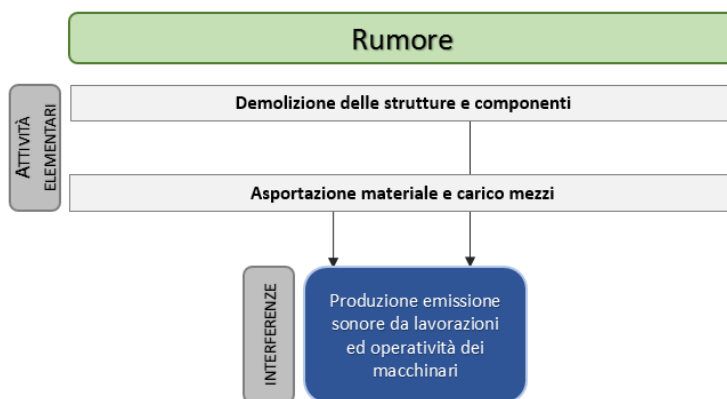 Rumore
ATTIVITÀ
ELEMENTARI
Demolizione delle strutture e componenti
Asportazione materiale e carico mezzi
INTERFERENZE
Produzione emissione
sonore da lavorazioni
ed operatività dei
macchinari